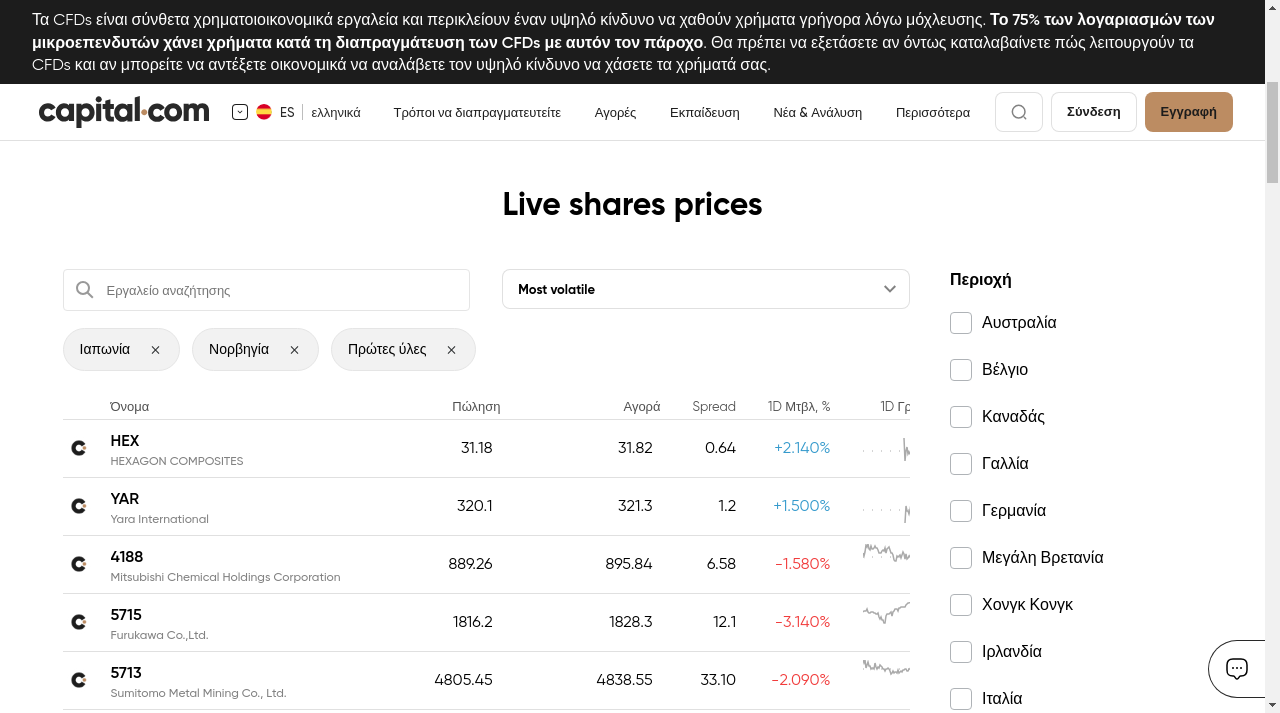 Τα CFDs είναι σύνθετα χρηματοιοικονομικά εργαλεία και περικλείουν έναν υψηλό κίνδυνο να χαθούν χρήματα γρήγορα λόγω μόχλευσης. Το 75% των λογαριασμών των
μικροεπενδυτών χάνει χρήματα κατά τη διαπραγμάτευση των CFDs με αυτόν τον πάροχο. Θα πρέπει να εξετάσετε αν όντως καταλαβαίνετε πώς λειτουργούν τα
CFDs και αν μπορείτε να αντέξετε οικονομικά να αναλάβετε τον υψηλό κίνδυνο να χάσετε τα χρήματά σας.
capital.com ES ελληνικά Τρόποι να διαπραγματευτείτε Αγορές Εκπαίδευση Νέα & Ανάλυση Περισσότερα Σύνδεση Εγγραφή
Live shares prices
Εργαλείο αναζήτησης
Most volatile
Ιαπωνία Νορβηγία Πρώτες ύλες
Όνομα Πώληση Αγορά Spread 1D Μτβλ, % 1D Γρ
HEX 31.18 31.82 0.64 +2.140%
HEXAGON COMPOSITES
YAR 320.1 321.3 1.2 +1.500%
Yara International
4188 889.26 895.84 6.58 -1.580%
Mitsubishi Chemical Holdings Corporation
5715 1816.2 1828.3 12.1 -3.140%
Furukawa Co.,Ltd.
5713 4805.45 4838.55 33.10 -2.090%
Sumitomo Metal Mining Co., Ltd.
Περιοχή
Αυστραλία
Βέλγιο
Καναδάς
Γαλλία
Γερμανία
Μεγάλη Βρετανία
Χονγκ Κονγκ
Ιρλανδία
Ιταλία